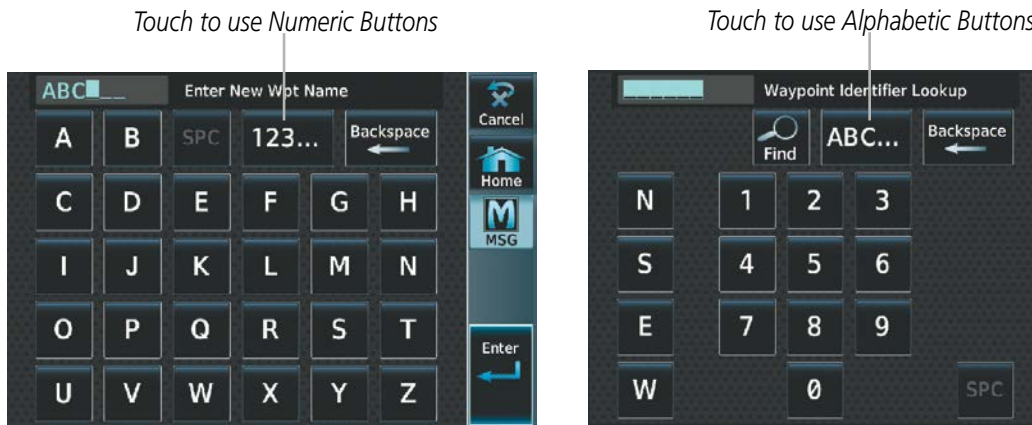 Touch to use Numeric Buttons
Touch to use Alphabetic Buttons
ABC__ Enter New Wpt Name
A B SPC 123... Backspace
C D E F G H
I J K L M N
O P Q R S T
U V W X Y Z
Cancel
Home
MSG
Enter
Waypoint Identifier Lookup
Find ABC... Backspace
N 1 2 3
S 4 5 6
E 7 8 9
W 0 SPC